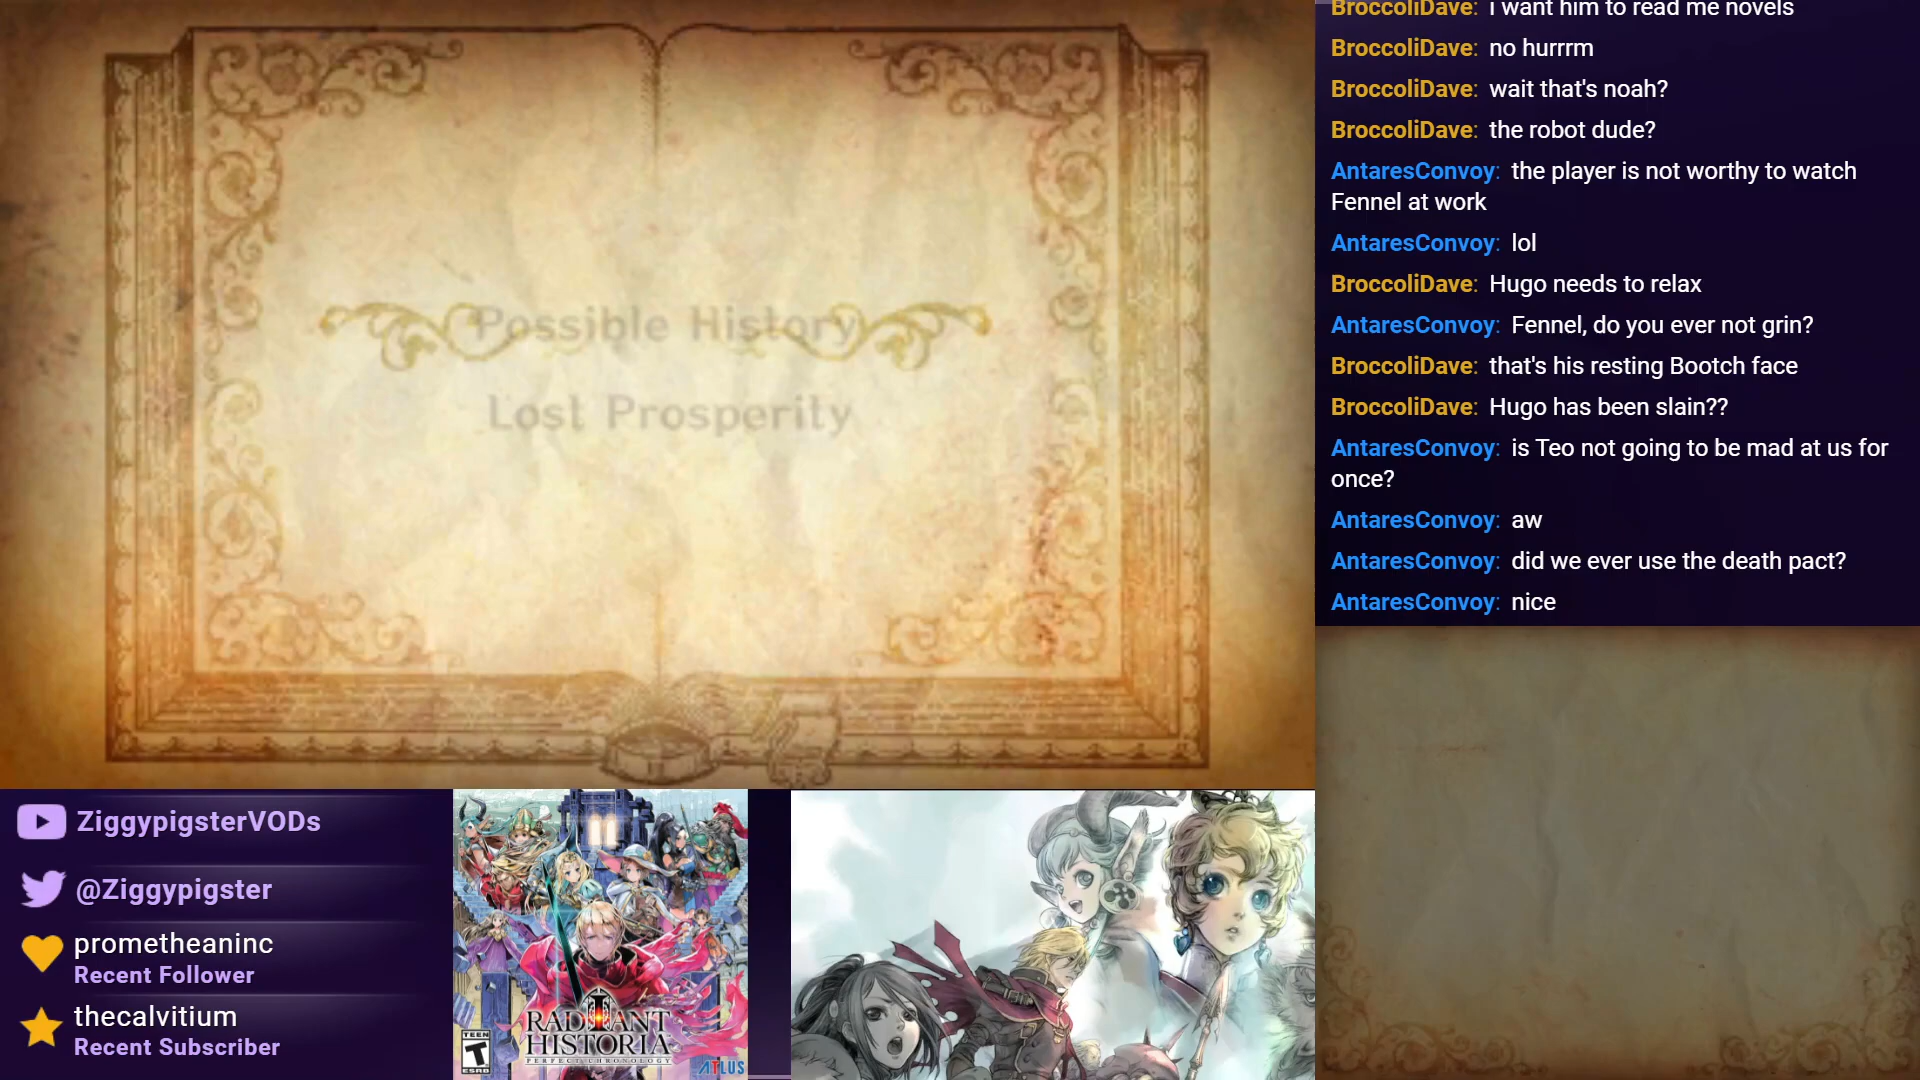 Possible History
Lost Prosperity
BroccoliDave: i want him to read me novels
BroccoliDave: no hurrrm
BroccoliDave: wait that's noah?
BroccoliDave: the robot dude?
AntaresConvoy: the player is not worthy to watch
Fennel at work
AntaresConvoy: lol
BroccoliDave: Hugo needs to relax
AntaresConvoy: Fennel, do you ever not grin?
BroccoliDave: that's his resting Bootch face
BroccoliDave: Hugo has been slain??
AntaresConvoy: is Teo not going to be mad at us for
once?
AntaresConvoy: aw
AntaresConvoy: did we ever use the death pact?
AntaresConvoy: nice
ZiggypigsterVODs
@Ziggypigster
prometheaninc
Recent Follower
thecalvitium
Recent Subscriber
RADIANT
HISTORIA
PERFECT CHRONOLOGY
TEEN
T
ESRB
ATLUS